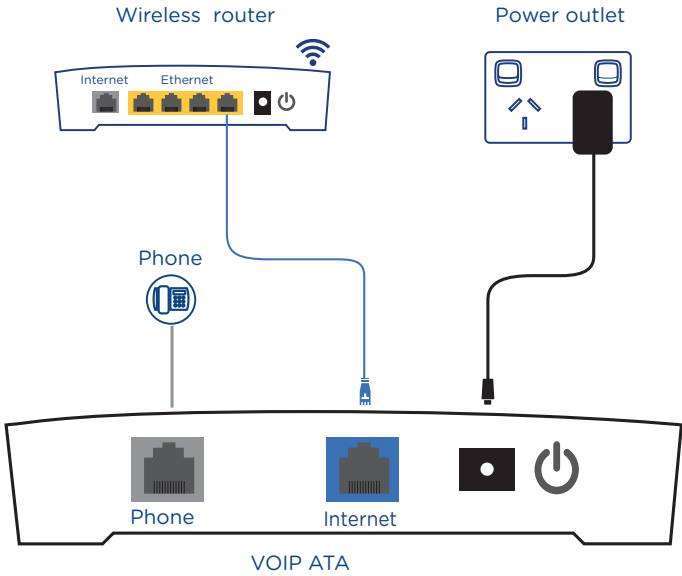 Wireless router
Power outlet
Internet
Ethernet
Phone
Phone
Internet
VOIP ATA